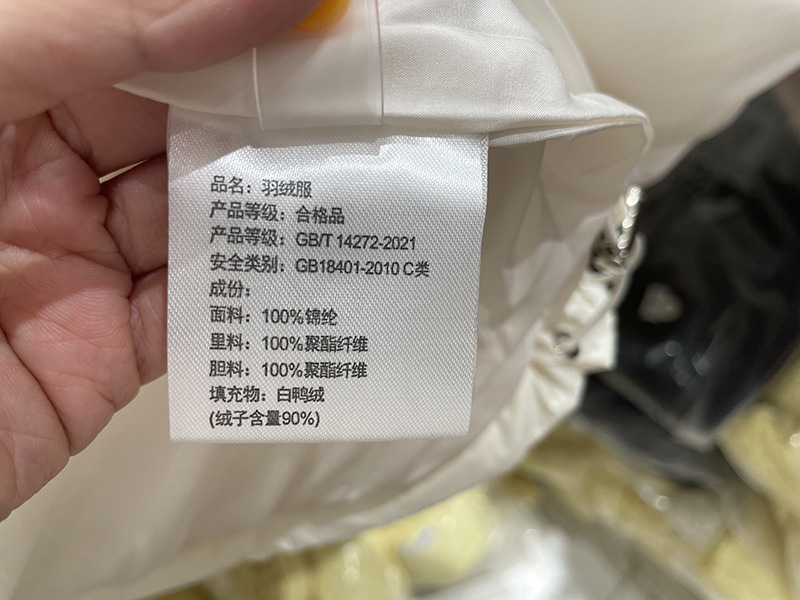 品名：羽绒服
产品等级：合格品
产品等级：GB/T 14272-2021
安全类别：GB18401-2010 C类
成份：
面料：100%锦纶
里料：100%聚酯纤维
胆料：100%聚酯纤维
填充物：白鸭绒
(绒子含量90%)